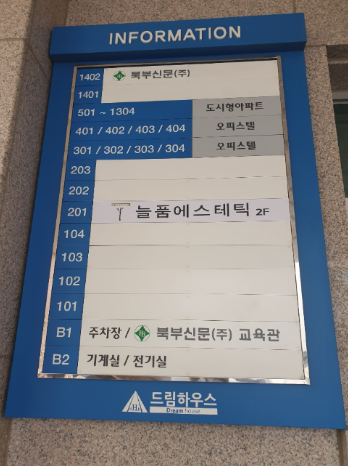 INFORMATION
1402 북부신문(주)
1401
501 ~ 1304 도시형아파트
401 / 402 / 403 / 404 오피스텔
301 / 302 / 303 / 304 오피스텔
203
202
201 늘품에스테틱 2F
104
103
102
101
B1 주차장 / 북부신문(주) 교육관
B2 기계실 / 전기실
드림하우스
Dream house